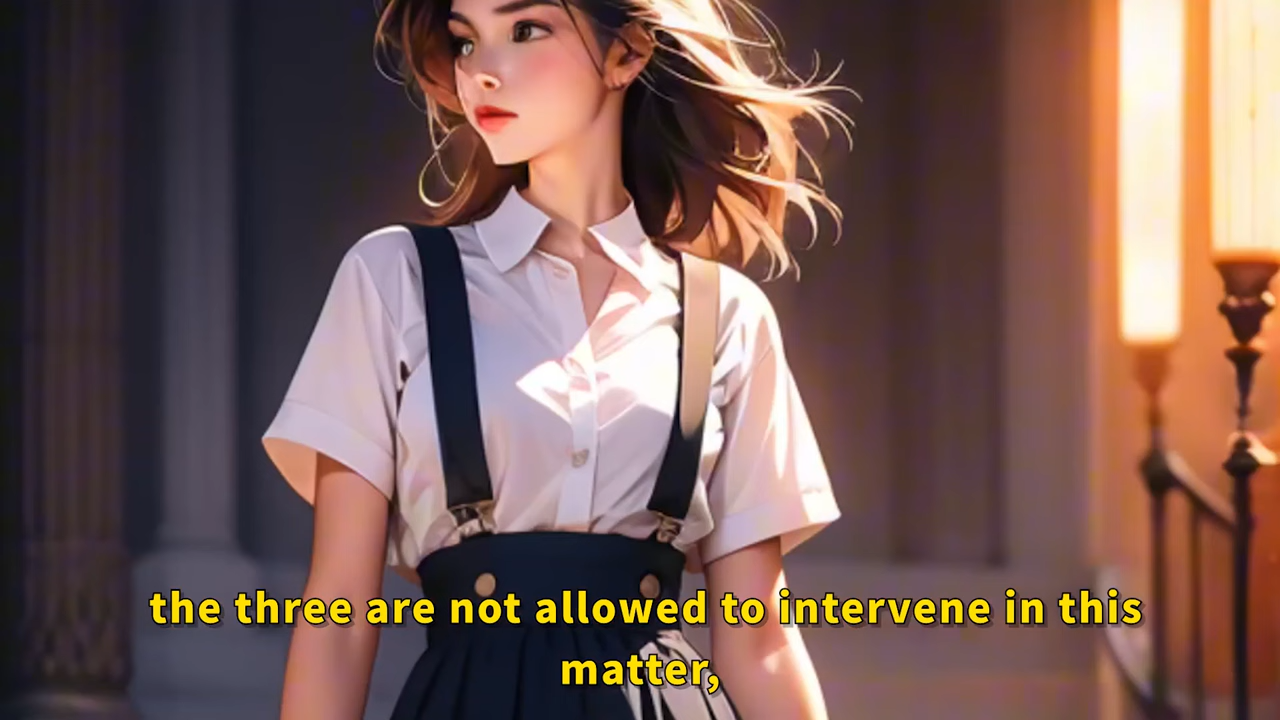 the three are not allowed to intervene in this
matter,